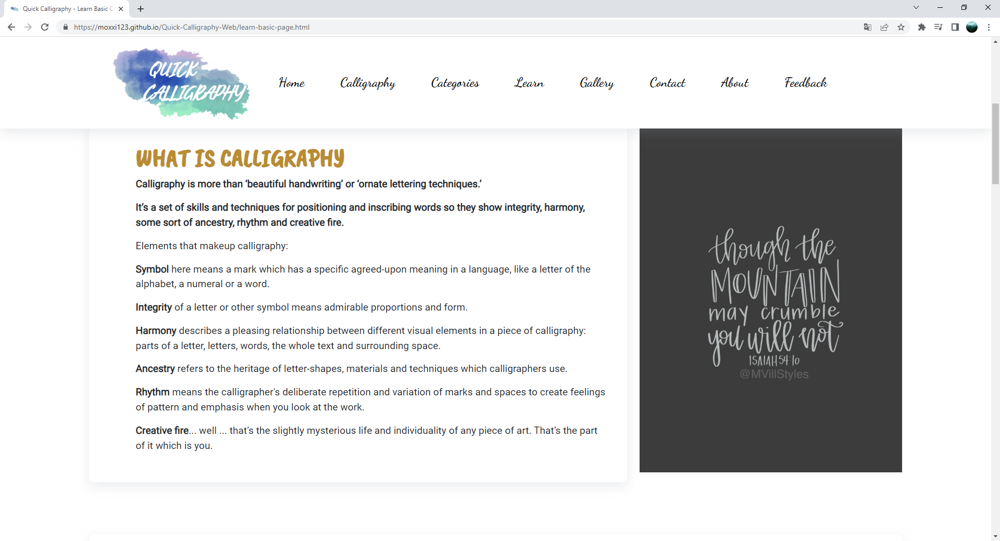 Quick Calligraphy - Learn Basic C
https://moxxi123.github.io/Quick-Calligraphy-Web/learn-basic-page.html
QUICK
CALLIGRAPHY
Home Calligraphy Categories Learn Gallery Contact About Feedback
WHAT IS CALLIGRAPHY
Calligraphy is more than ‘beautiful handwriting’ or ‘ornate lettering techniques.’
It’s a set of skills and techniques for positioning and inscribing words so they show integrity, harmony,
some sort of ancestry, rhythm and creative fire.
Elements that makeup calligraphy:
Symbol here means a mark which has a specific agreed-upon meaning in a language, like a letter of the
alphabet, a numeral or a word.
Integrity of a letter or other symbol means admirable proportions and form.
Harmony describes a pleasing relationship between different visual elements in a piece of calligraphy:
parts of a letter, letters, words, the whole text and surrounding space.
Ancestry refers to the heritage of letter-shapes, materials and techniques which calligraphers use.
Rhythm means the calligrapher's deliberate repetition and variation of marks and spaces to create feelings
of pattern and emphasis when you look at the work.
Creative fire... well ... that’s the slightly mysterious life and individuality of any piece of art. That’s the part
of it which is you.
though the
MOUNTAIN
may crumble
you will not
ISAIAH 54:10
@MVillStyles